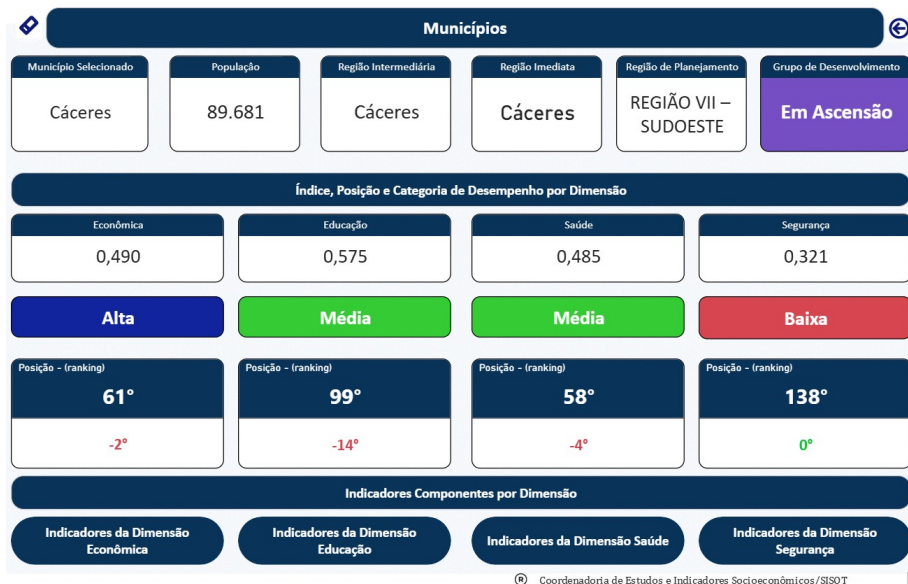 Municípios
Município Selecionado
Cáceres
População
89.681
Região Intermediária
Cáceres
Região Imediata
Cáceres
Região de Planejamento
REGIÃO VII –
SUDOESTE
Grupo de Desenvolvimento
Em Ascensão
Índice, Posição e Categoria de Desempenho por Dimensão
Econômica
0,490
Educação
0,575
Saúde
0,485
Segurança
0,321
Alta
Média
Média
Baixa
Posição - (ranking)
61°
-2°
Posição - (ranking)
99°
-14°
Posição - (ranking)
58°
-4°
Posição - (ranking)
138°
0°
Indicadores Componentes por Dimensão
Indicadores da Dimensão
Econômica
Indicadores da Dimensão
Educação
Indicadores da Dimensão Saúde
Indicadores da Dimensão
Segurança
® Coordenadoria de Estudos e Indicadores Socioeconômicos/SISOT